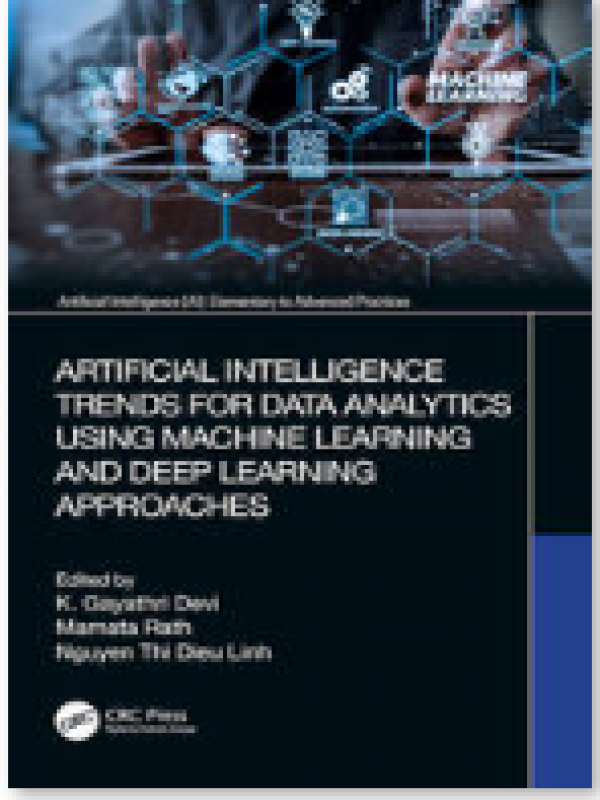 MACHINE
LEARNING
Artificial Intelligence (AI): Elementary to Advanced Practices
ARTIFICIAL INTELLIGENCE
TRENDS FOR DATA ANALYTICS
USING MACHINE LEARNING
AND DEEP LEARNING
APPROACHES
Edited by
K. Gayathri Devi
Mamata Rath
Nguyen Thi Dieu Linh
CRC
CRC Press